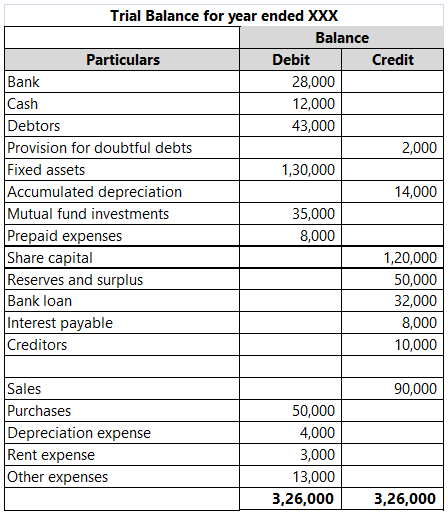 Trial Balance for year ended XXX
Balance
Particulars Debit Credit
Bank 28,000
Cash 12,000
Debtors 43,000
Provision for doubtful debts 2,000
Fixed assets 1,30,000
Accumulated depreciation 14,000
Mutual fund investments 35,000
Prepaid expenses 8,000
Share capital 1,20,000
Reserves and surplus 50,000
Bank loan 32,000
Interest payable 8,000
Creditors 10,000
Sales 90,000
Purchases 50,000
Depreciation expense 4,000
Rent expense 3,000
Other expenses 13,000
3,26,000 3,26,000